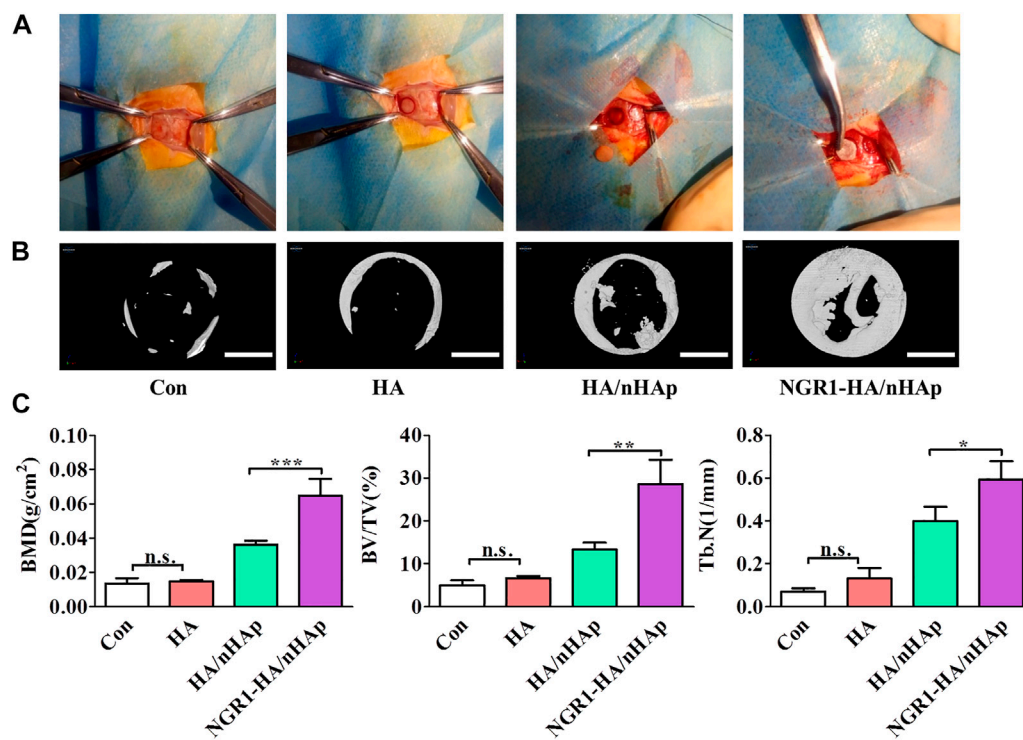 A
B
Con HA HA/nHAp NGR1-HA/nHAp
C
BMD(g/cm²)
0.10
0.08
0.06
0.04
0.02
0.00
n.s.
***
Con
HA
HA/nHAp
NGR1-HA/nHAp
BV/TV(%)
40
30
20
10
0
n.s.
**
Con
HA
HA/nHAp
NGR1-HA/nHAp
Tb.N(1/mm)
0.8
0.6
0.4
0.2
0.0
n.s.
*
Con
HA
HA/nHAp
NGR1-HA/nHAp